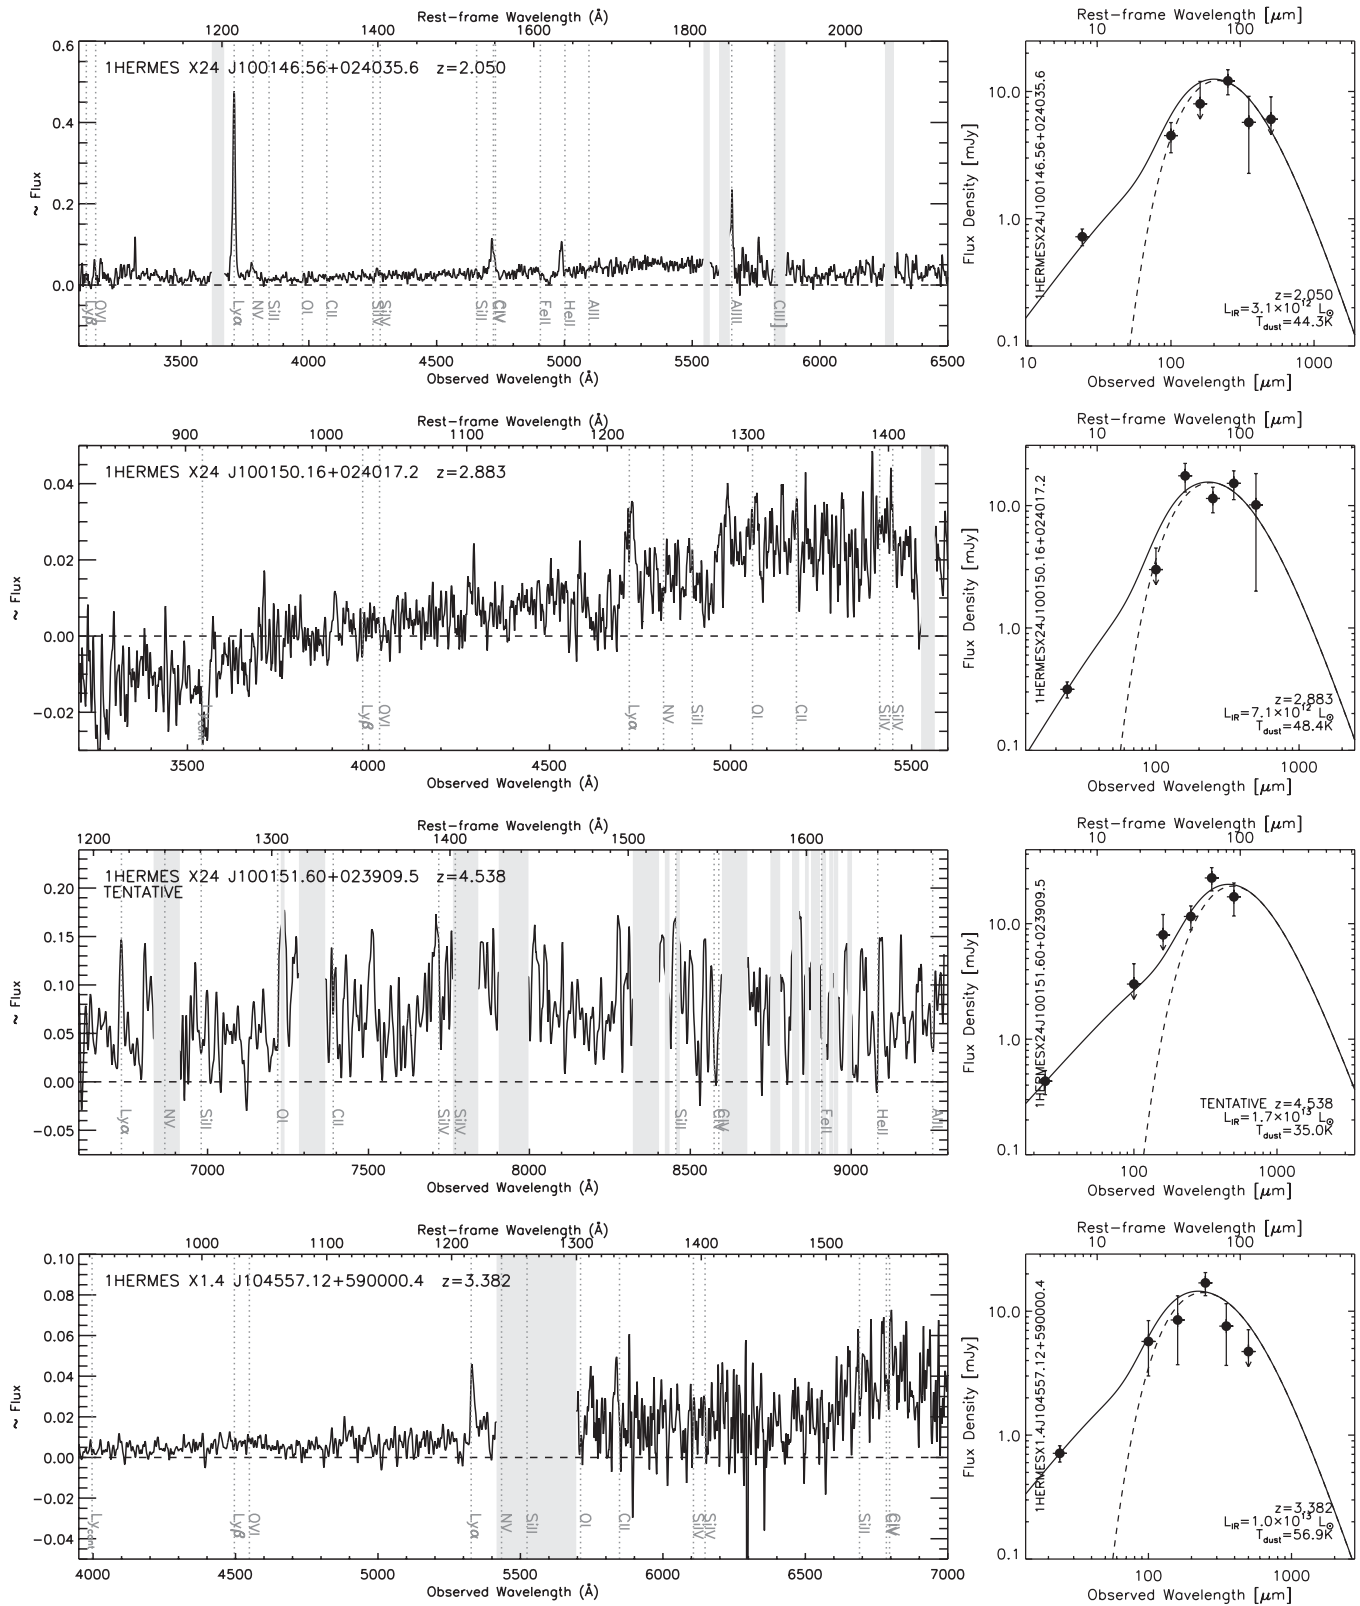 Rest-frame Wavelength (Å)
1200 1400 1600 1800 2000
1HERMES X24 J100146.56+024035.6 z=2.050
~ Flux
0.6
0.4
0.2
0.0
Lyβ OVI Lyα NV SiII OI CII SiIV SiIV SiII CIV CIV FeII HeII AlII AlIII CIII]
3500 4000 4500 5000 5500 6000 6500
Observed Wavelength (Å)
Rest-frame Wavelength [μm]
10 100
Flux Density [mJy]
10.0
1.0
0.1
1HERMESX24J100146.56+024035.6
z=2.050
L_IR=3.1×10^12 L_⊙
T_dust=44.3K
10 100 1000
Observed Wavelength [μm]
Rest-frame Wavelength (Å)
900 1000 1100 1200 1300 1400
1HERMES X24 J100150.16+024017.2 z=2.883
~ Flux
0.04
0.02
0.00
−0.02
Ly_cont Lyβ OVI Lyα NV SiII OI CII SiIV SiIV
3500 4000 4500 5000 5500
Observed Wavelength (Å)
Rest-frame Wavelength [μm]
10 100
Flux Density [mJy]
10.0
1.0
0.1
1HERMESX24J100150.16+024017.2
z=2.883
L_IR=7.1×10^12 L_⊙
T_dust=48.4K
100 1000
Observed Wavelength [μm]
Rest-frame Wavelength (Å)
1200 1300 1400 1500 1600
1HERMES X24 J100151.60+023909.5 z=4.538
TENTATIVE
~ Flux
0.20
0.15
0.10
0.05
0.00
−0.05
Lyα NV SiII OI CII SiIV SiIV SiII CIV CIV FeII HeII AlII
7000 7500 8000 8500 9000
Observed Wavelength (Å)
Rest-frame Wavelength [μm]
10 100
Flux Density [mJy]
10.0
1.0
0.1
1HERMESX24J100151.60+023909.5
TENTATIVE z=4.538
L_IR=1.7×10^13 L_⊙
T_dust=35.0K
100 1000
Observed Wavelength [μm]
Rest-frame Wavelength (Å)
1000 1100 1200 1300 1400 1500
1HERMES X1.4 J104557.12+590000.4 z=3.382
~ Flux
0.10
0.08
0.06
0.04
0.02
0.00
−0.02
−0.04
Ly_cont Lyβ OVI Lyα NV SiII OI CII SiIV SiIV SiII CIV CIV
4000 4500 5000 5500 6000 6500 7000
Observed Wavelength (Å)
Rest-frame Wavelength [μm]
10 100
Flux Density [mJy]
10.0
1.0
0.1
1HERMESX1.4J104557.12+590000.4
z=3.382
L_IR=1.0×10^13 L_⊙
T_dust=56.9K
100 1000
Observed Wavelength [μm]